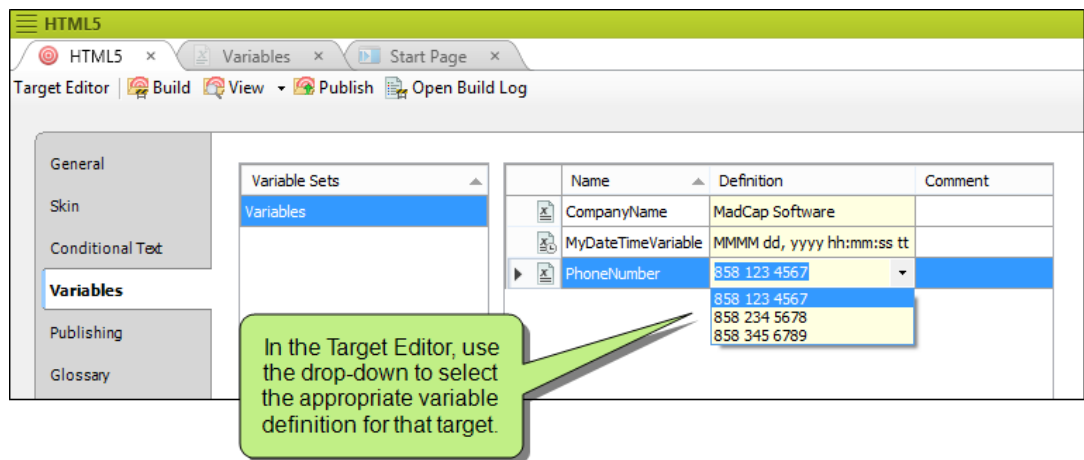 HTML5
HTML5 × Variables × Start Page ×
Target Editor Build View Publish Open Build Log
General
Skin
Conditional Text
Variables
Publishing
Glossary
Variable Sets
Variables
Name Definition Comment
CompanyName MadCap Software
MyDateTimeVariable MMMM dd, yyyy hh:mm:ss tt
PhoneNumber 858 123 4567
858 123 4567
858 234 5678
858 345 6789
In the Target Editor, use
the drop-down to select
the appropriate variable
definition for that target.